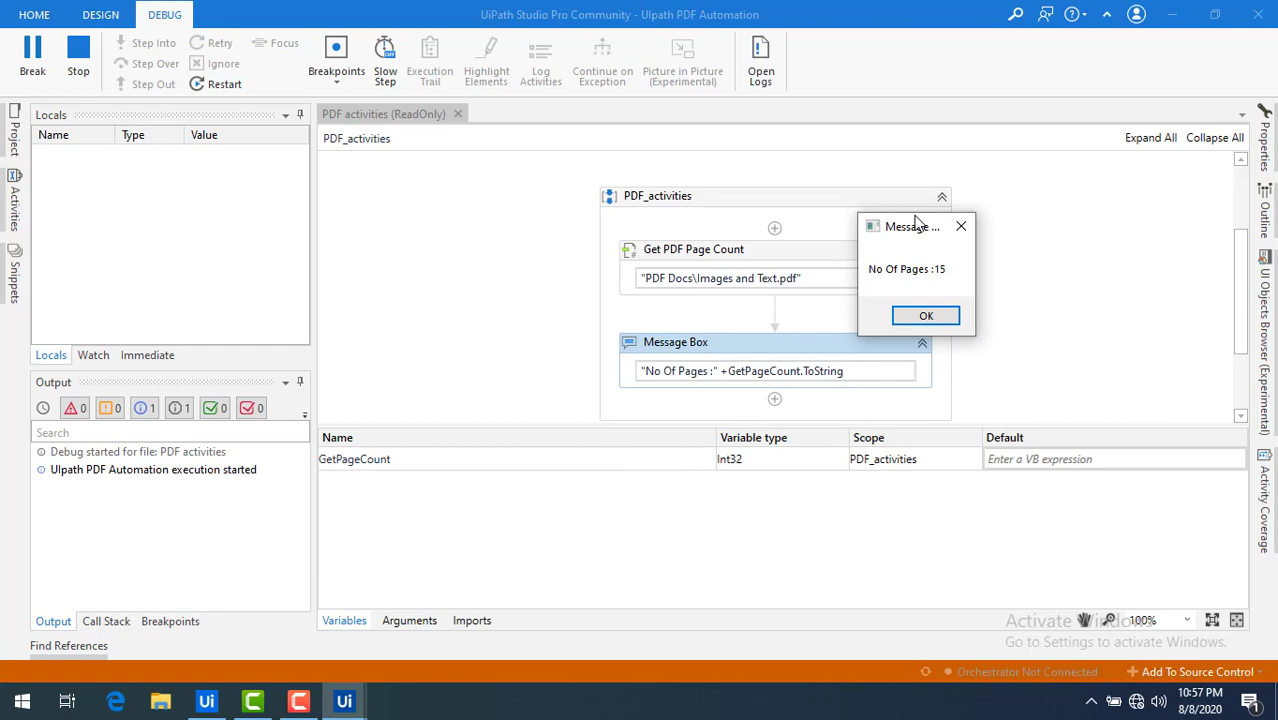 HOME DESIGN DEBUG UiPath Studio Pro Community - UIpath PDF Automation
Break
Stop
Step Into
Step Over
Step Out
Retry
Ignore
Restart
Focus
Breakpoints
Slow
Step
Execution
Trail
Highlight
Elements
Log
Activities
Continue on
Exception
Picture in Picture
(Experimental)
Open
Logs
Project
Activities
Snippets
Locals
Name Type Value
Locals Watch Immediate
Output
0 0 1 1 0 0
Search
Debug started for file: PDF activities
UIpath PDF Automation execution started
Output Call Stack Breakpoints
Find References
PDF activities (ReadOnly)
PDF_activities
Expand All Collapse All
PDF_activities
Get PDF Page Count
"PDF Docs\Images and Text.pdf"
Message Box
"No Of Pages :" +GetPageCount.ToString
Message ...
No Of Pages :15
OK
Name Variable type Scope Default
GetPageCount Int32 PDF_activities Enter a VB expression
Variables Arguments Imports
100%
Activate Windows
Go to Settings to activate Windows.
Properties
Outline
UI Objects Browser (Experimental)
Activity Coverage
Orchestrator Not Connected Add To Source Control
Ui
Ui
10:57 PM
8/8/2020
1